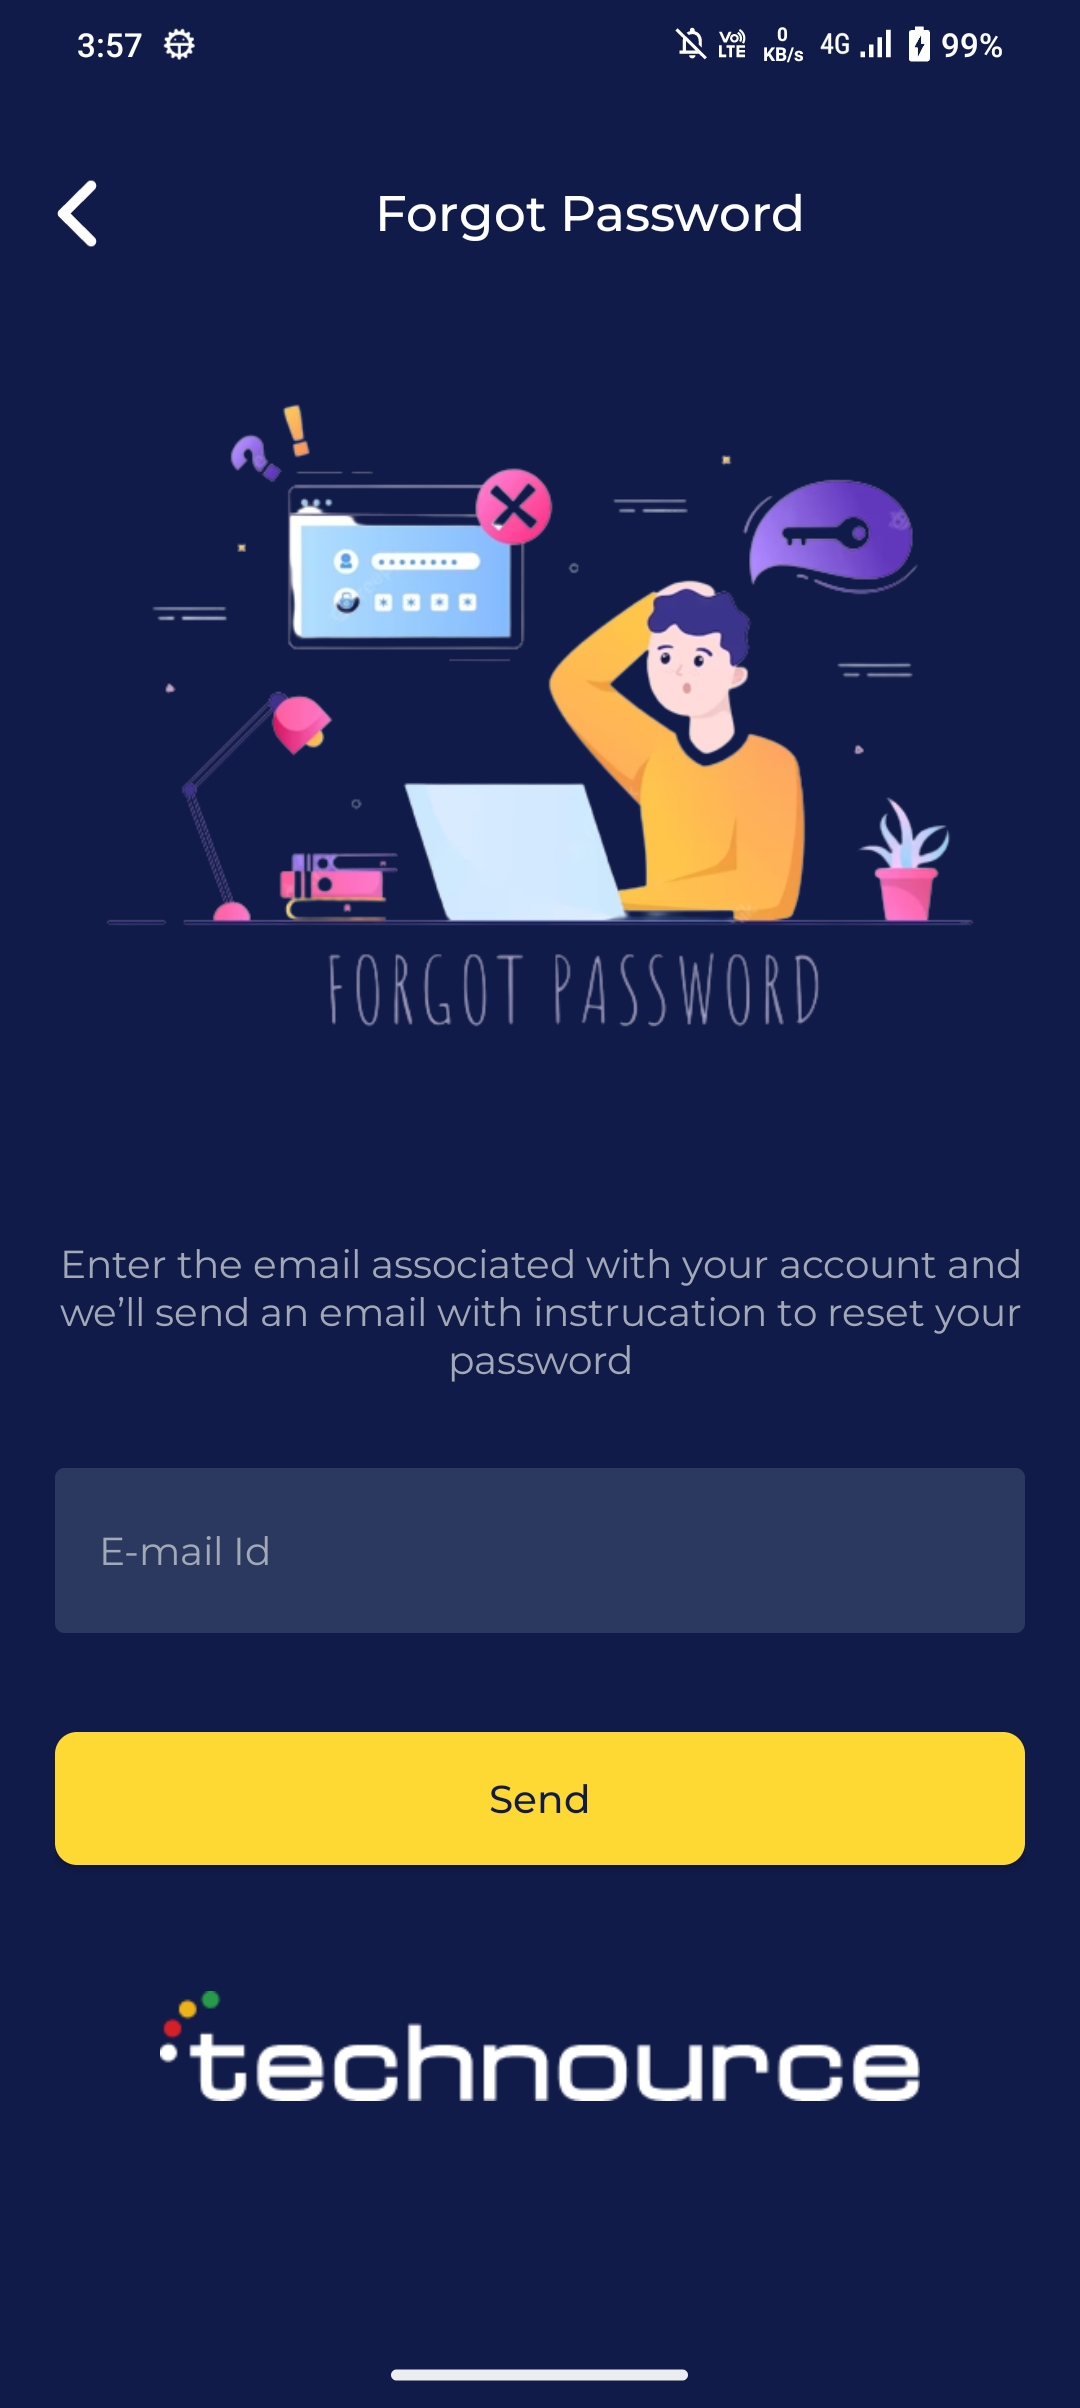 3:57 Vo)) LTE 0 KB/s 4G 99%
Forgot Password
FORGOT PASSWORD
Enter the email associated with your account and
we’ll send an email with instrucation to reset your
password
E-mail Id
Send
technource